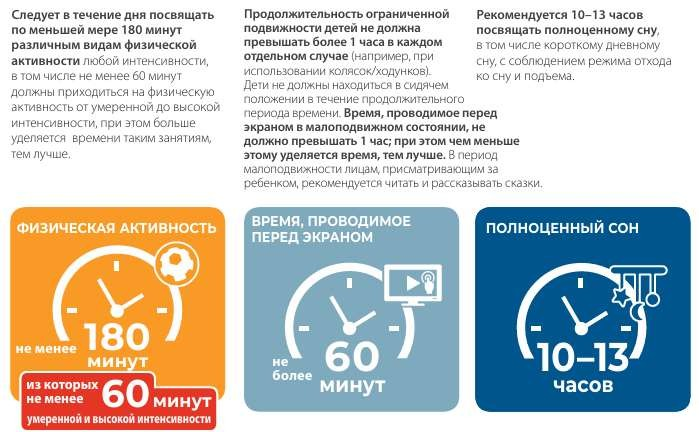 Следует в течение дня посвящать
по меньшей мере 180 минут
различным видам физической
активности любой интенсивности,
в том числе не менее 60 минут
должны приходиться на физическую
активность от умеренной до высокой
интенсивности, при этом больше
уделяется времени таким занятиям,
тем лучше.
Продолжительность ограниченной
подвижности детей не должна
превышать более 1 часа в каждом
отдельном случае (например, при
использовании колясок/ходунков).
Дети не должны находиться в сидячем
положении в течение продолжительного
периода времени. Время, проводимое перед
экраном в малоподвижном состоянии, не
должно превышать 1 час; при этом чем меньше
этому уделяется время, тем лучше. В период
малоподвижности лицам, присматривающим за
ребенком, рекомендуется читать и рассказывать сказки.
Рекомендуется 10–13 часов
посвящать полноценному сну,
в том числе короткому дневному
сну, с соблюдением режима отхода
ко сну и подъема.
ФИЗИЧЕСКАЯ АКТИВНОСТЬ
не менее 180
минут
из которых
не менее 60 минут
умеренной и высокой интенсивности
ВРЕМЯ, ПРОВОДИМОЕ
ПЕРЕД ЭКРАНОМ
не
более
60
минут
ПОЛНОЦЕННЫЙ СОН
10–13
часов